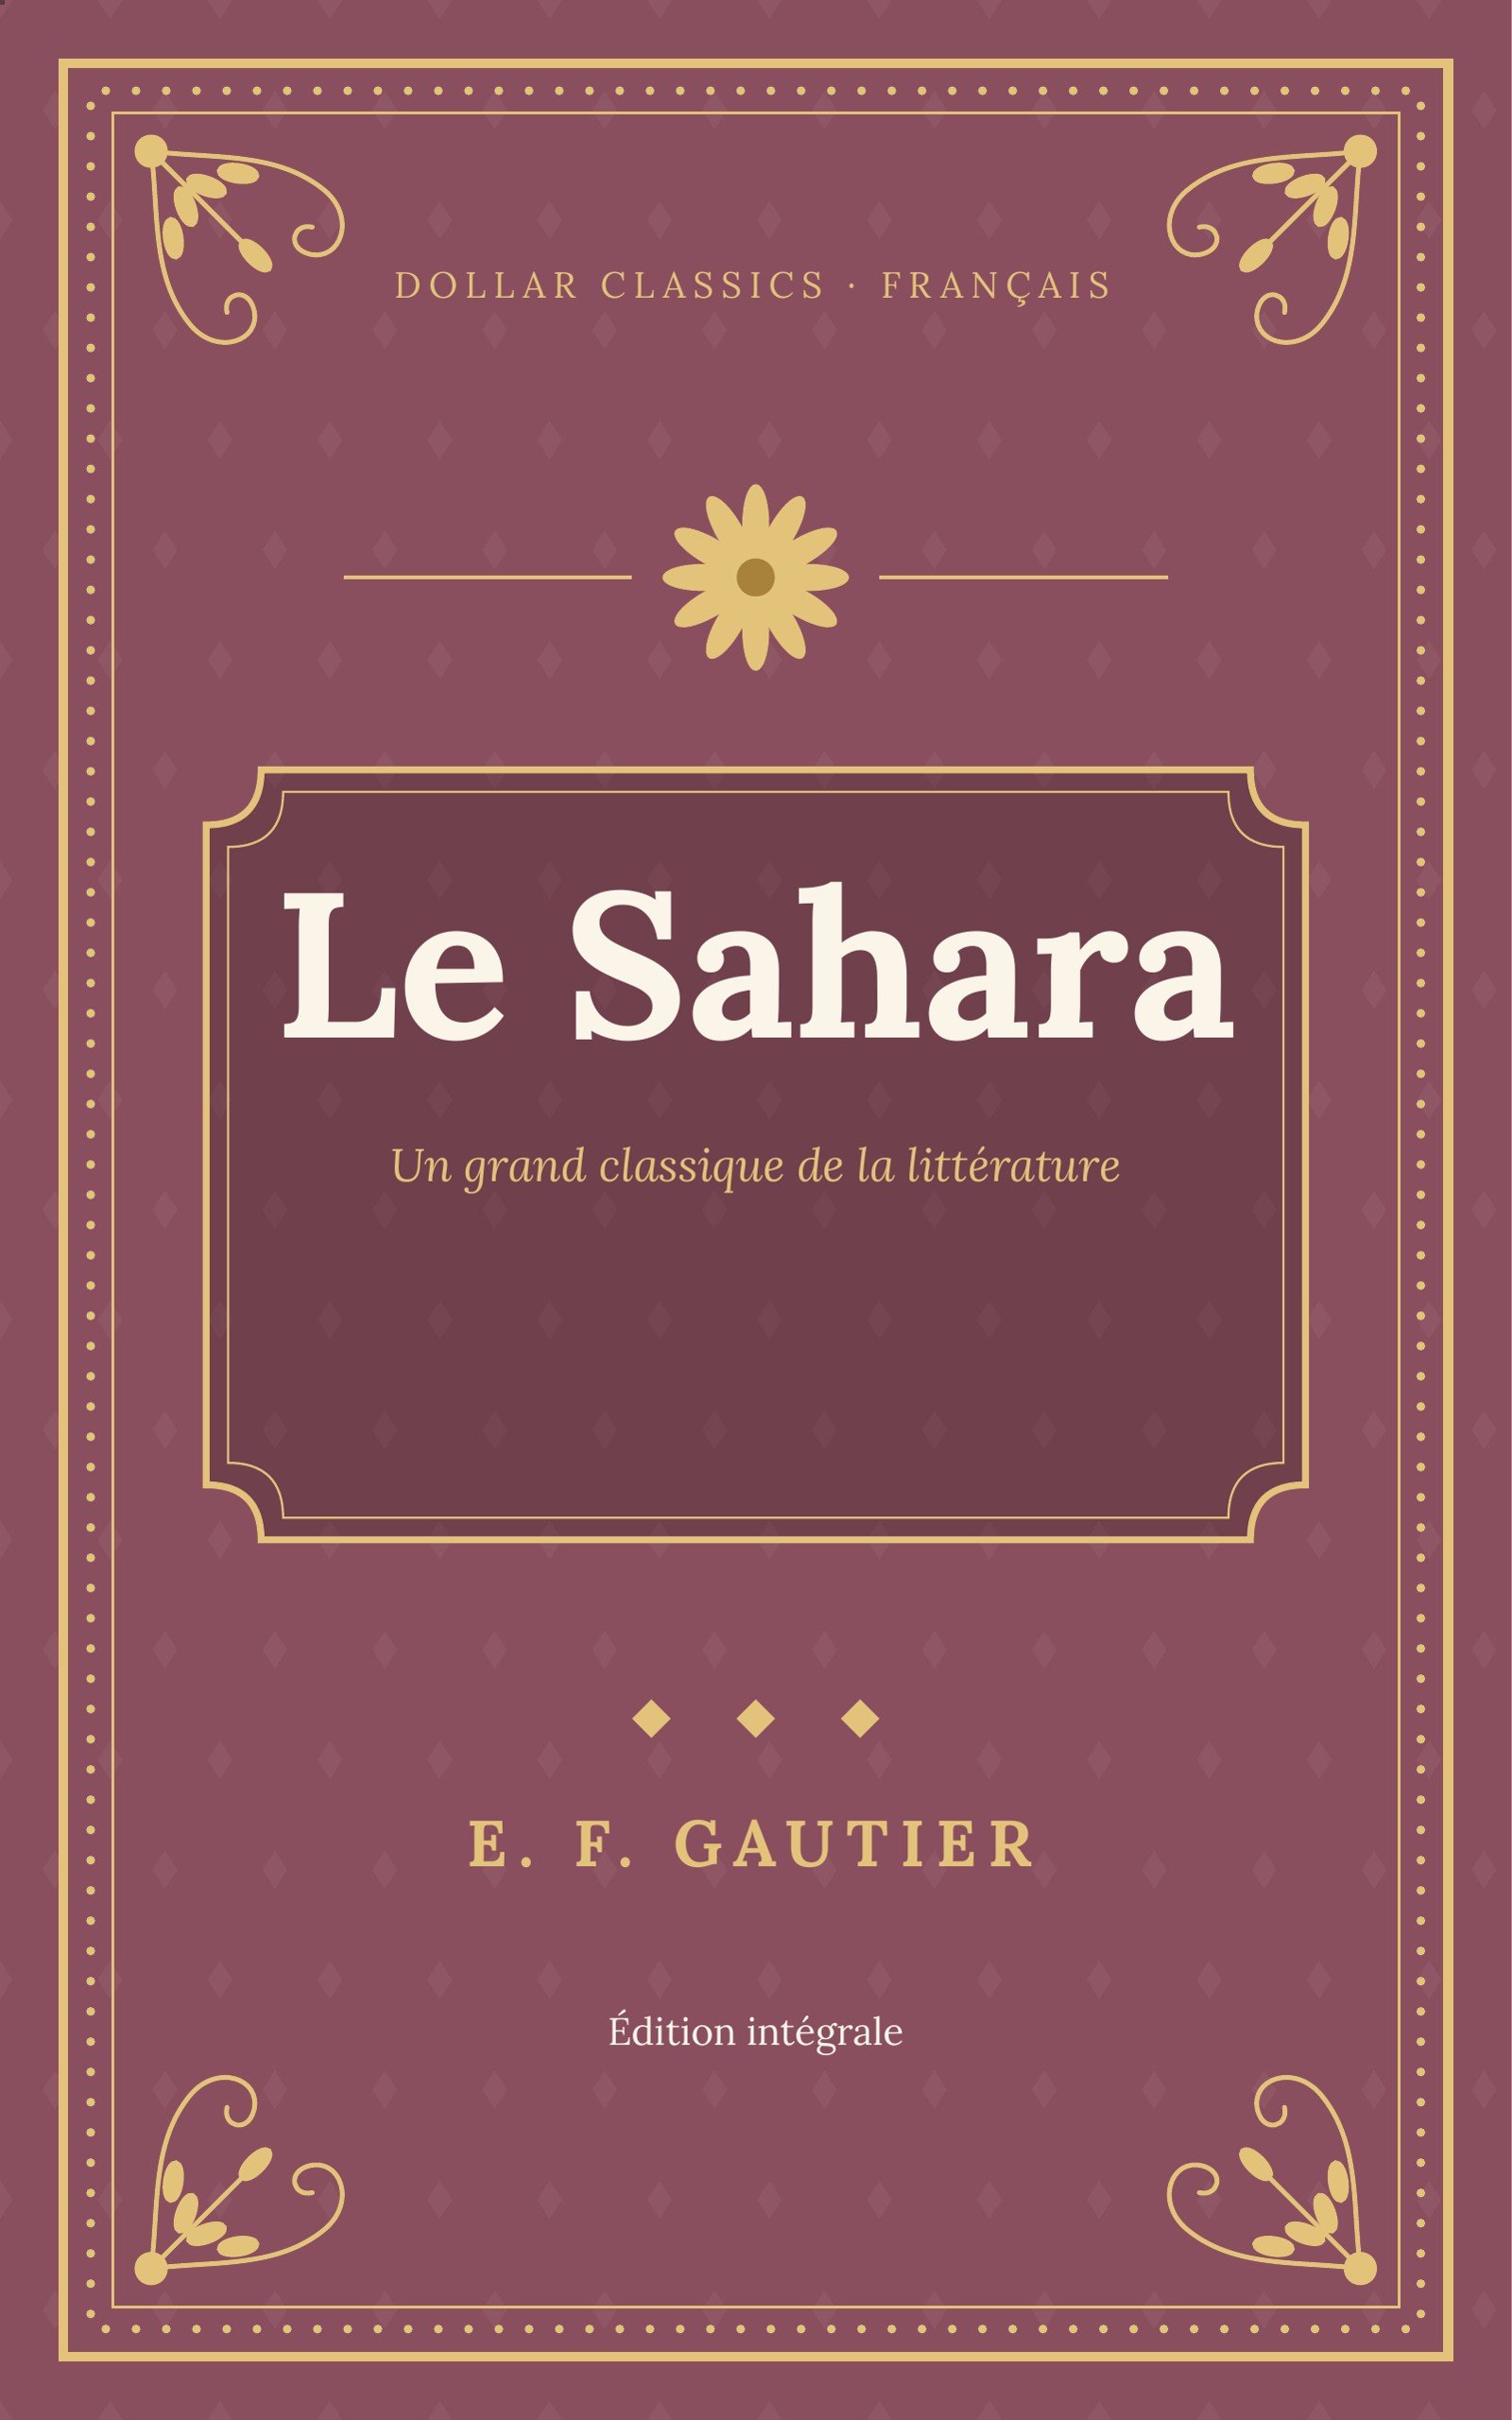 DOLLAR CLASSICS · FRANÇAIS
Le Sahara
Un grand classique de la littérature
E. F. GAUTIER
Édition intégrale